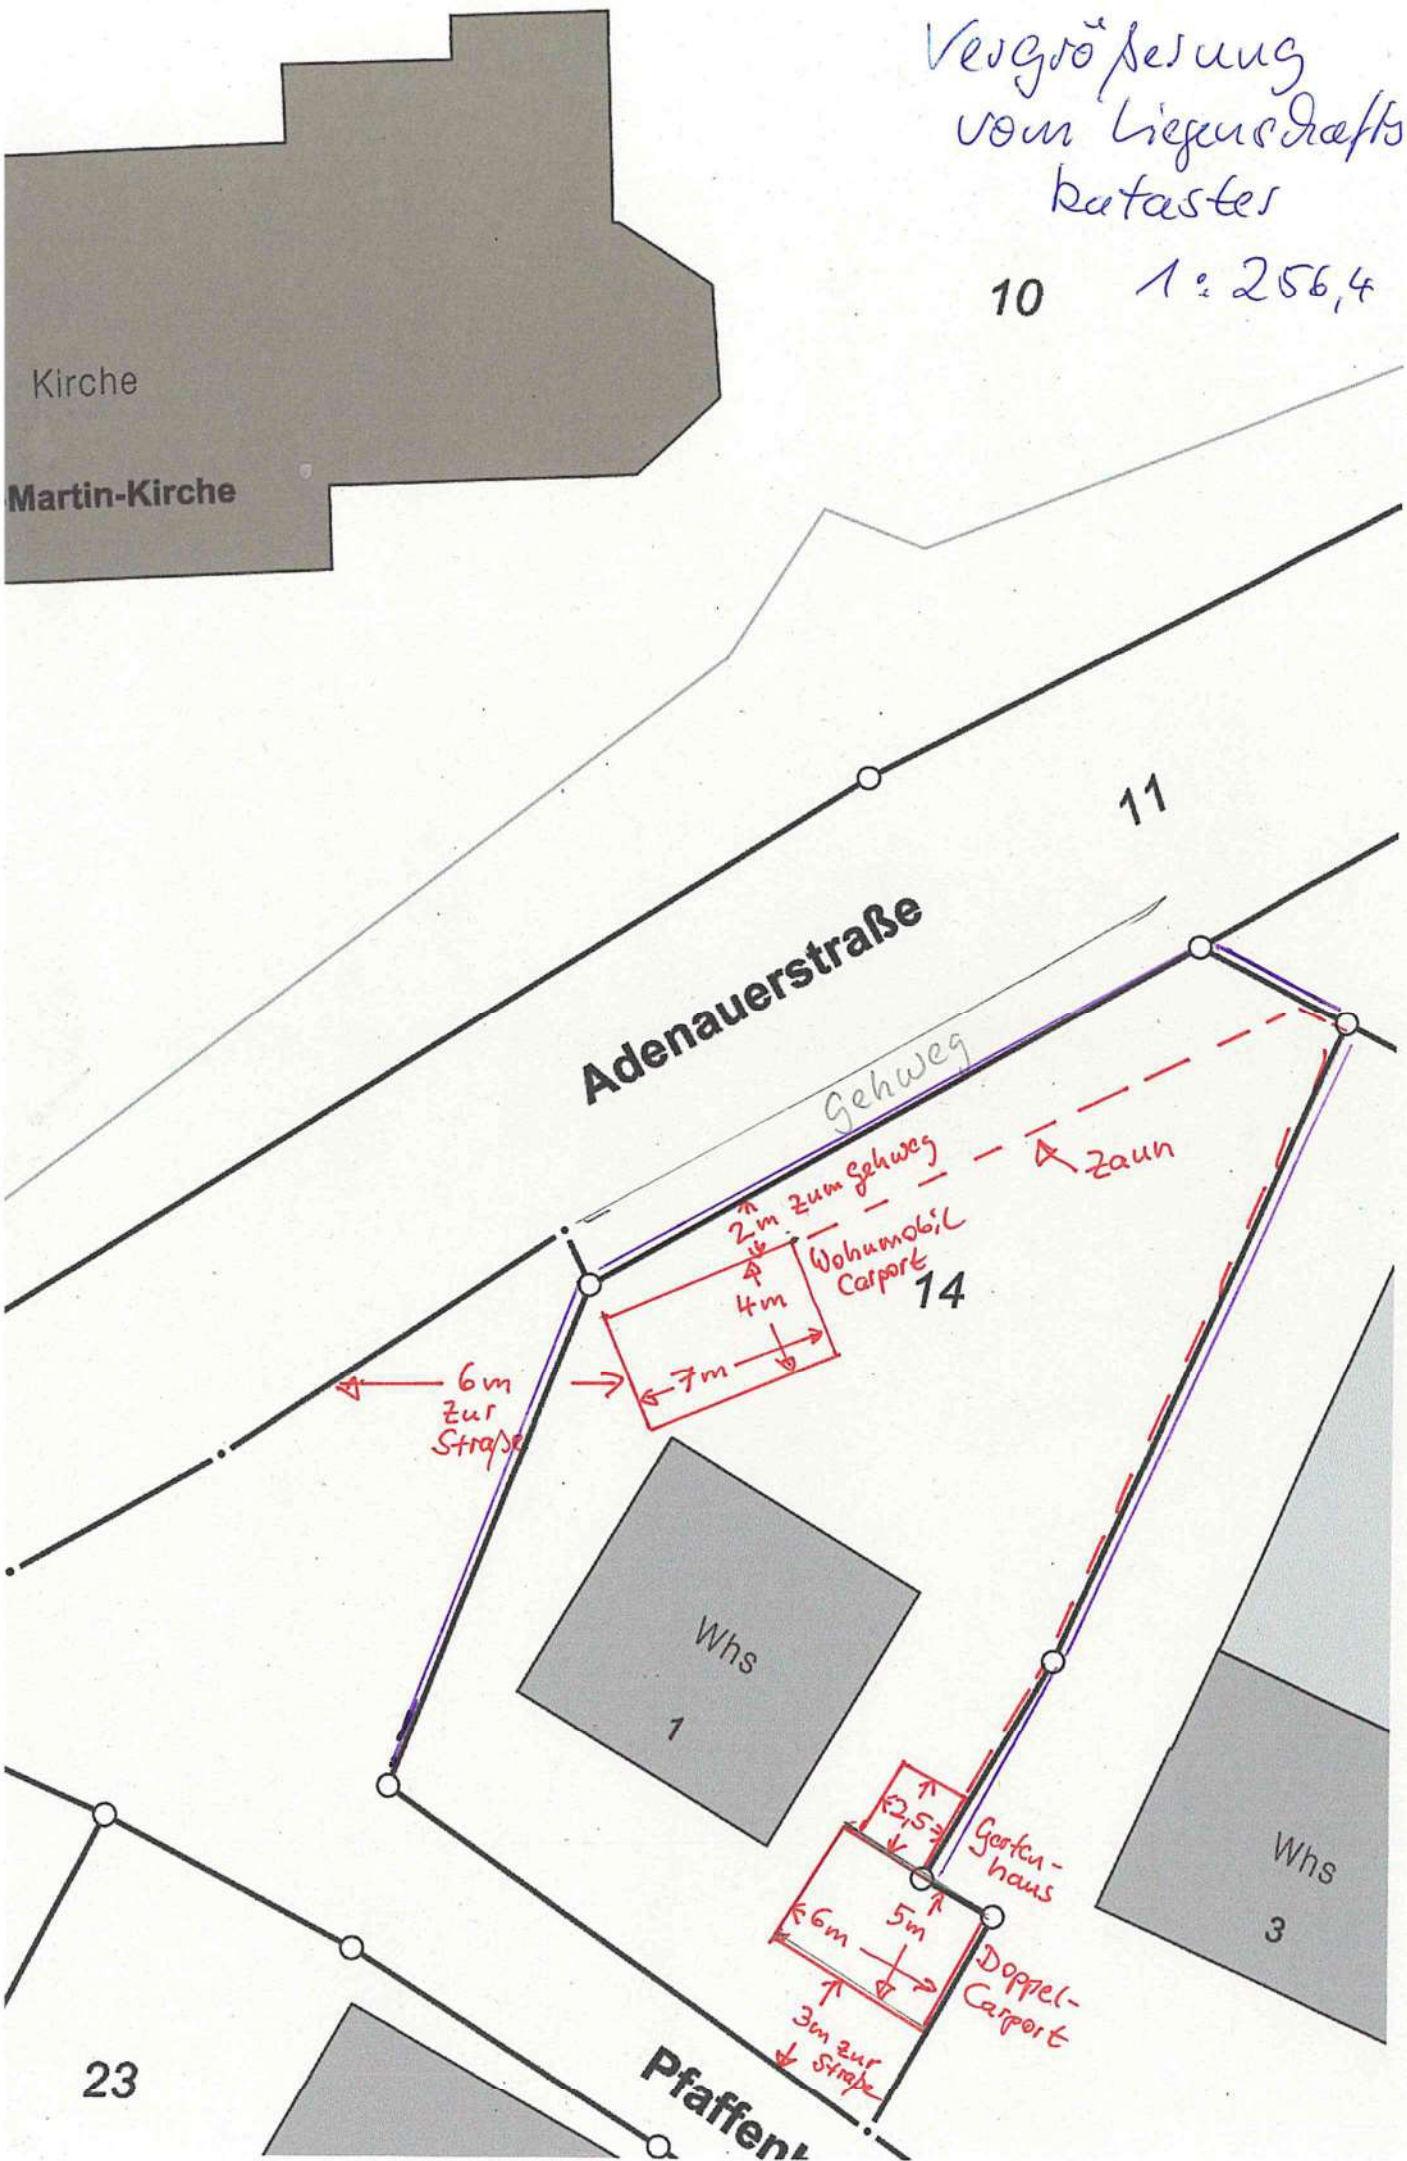 Vergrößerung
vom Liegenschafts
kataster
1:256,4
10
Kirche
-Martin-Kirche
11
Adenauerstraße
Gehweg
2m zum Gehweg
Zaun
Wohnmobil
Carport
14
4m
7m
6m
zur
Straße
Whs
1
2,5
Garten-
haus
Whs
3
5m
6m
Doppel-
Carport
3m zur
Straße
23